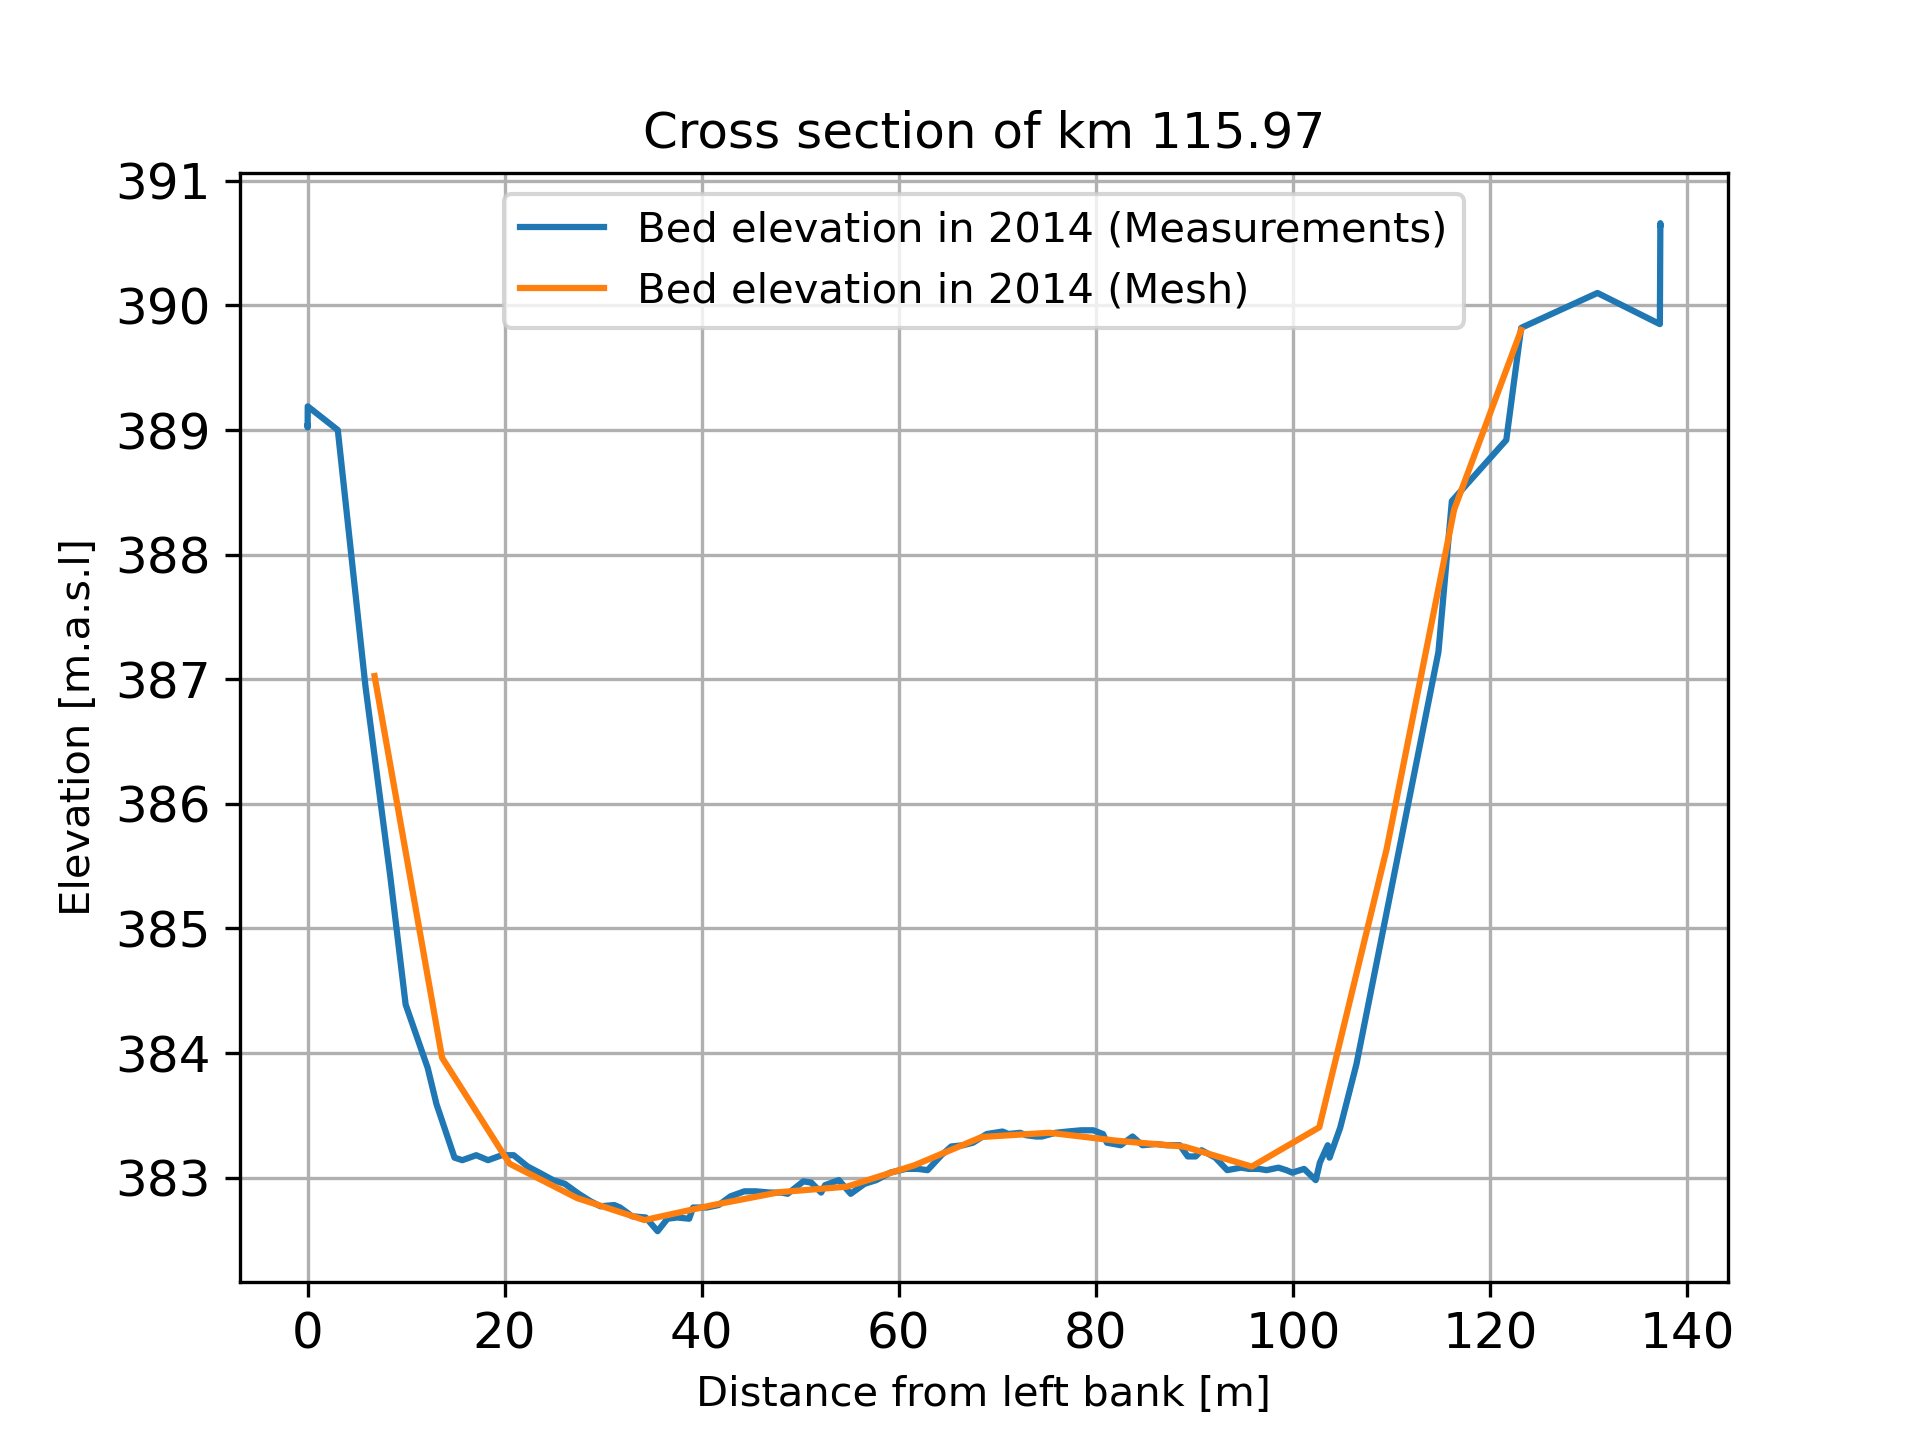 Cross section of km 115.97
391
390
389
388
387
386
385
384
383
Elevation [m.a.s.l]
Bed elevation in 2014 (Measurements)
Bed elevation in 2014 (Mesh)
0 20 40 60 80 100 120 140
Distance from left bank [m]